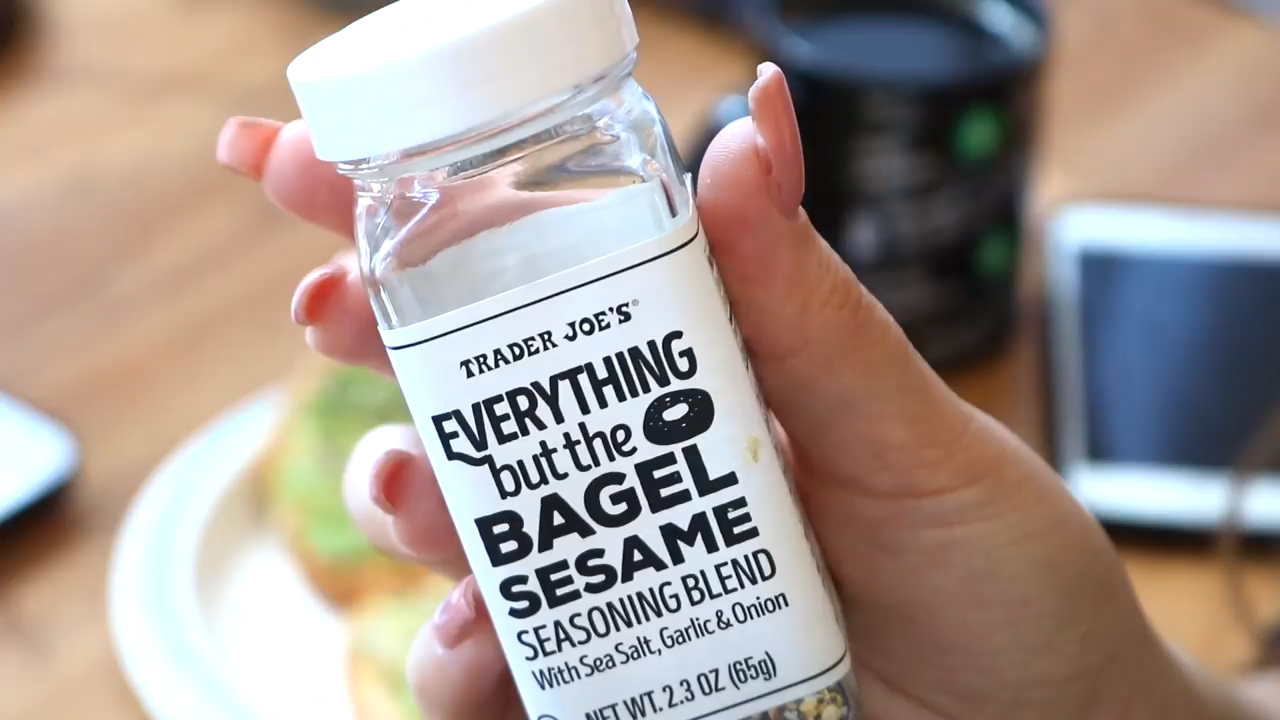 TRADER JOE'S®
EVERYTHING
but the
BAGEL
SESAME
SEASONING BLEND
With Sea Salt, Garlic & Onion
NET WT. 2.3 OZ (65g)